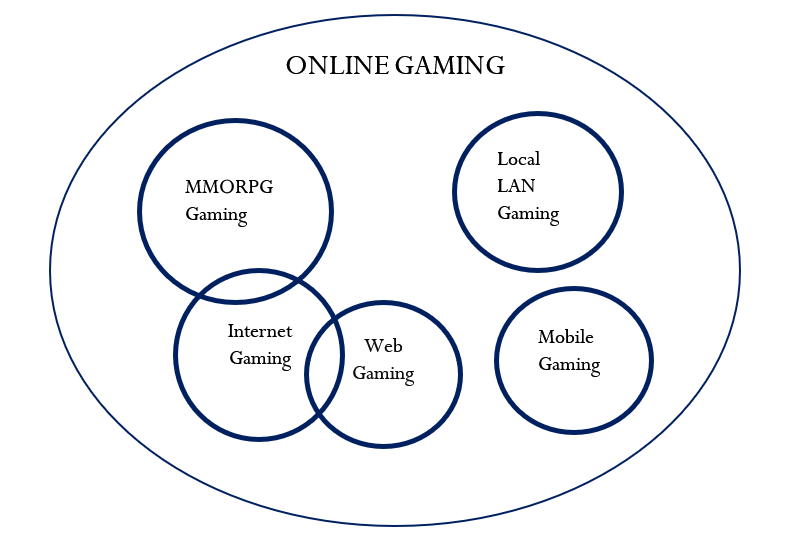 ONLINE GAMING
MMORPG
Gaming
Local
LAN
Gaming
Internet
Gaming
Web
Gaming
Mobile
Gaming